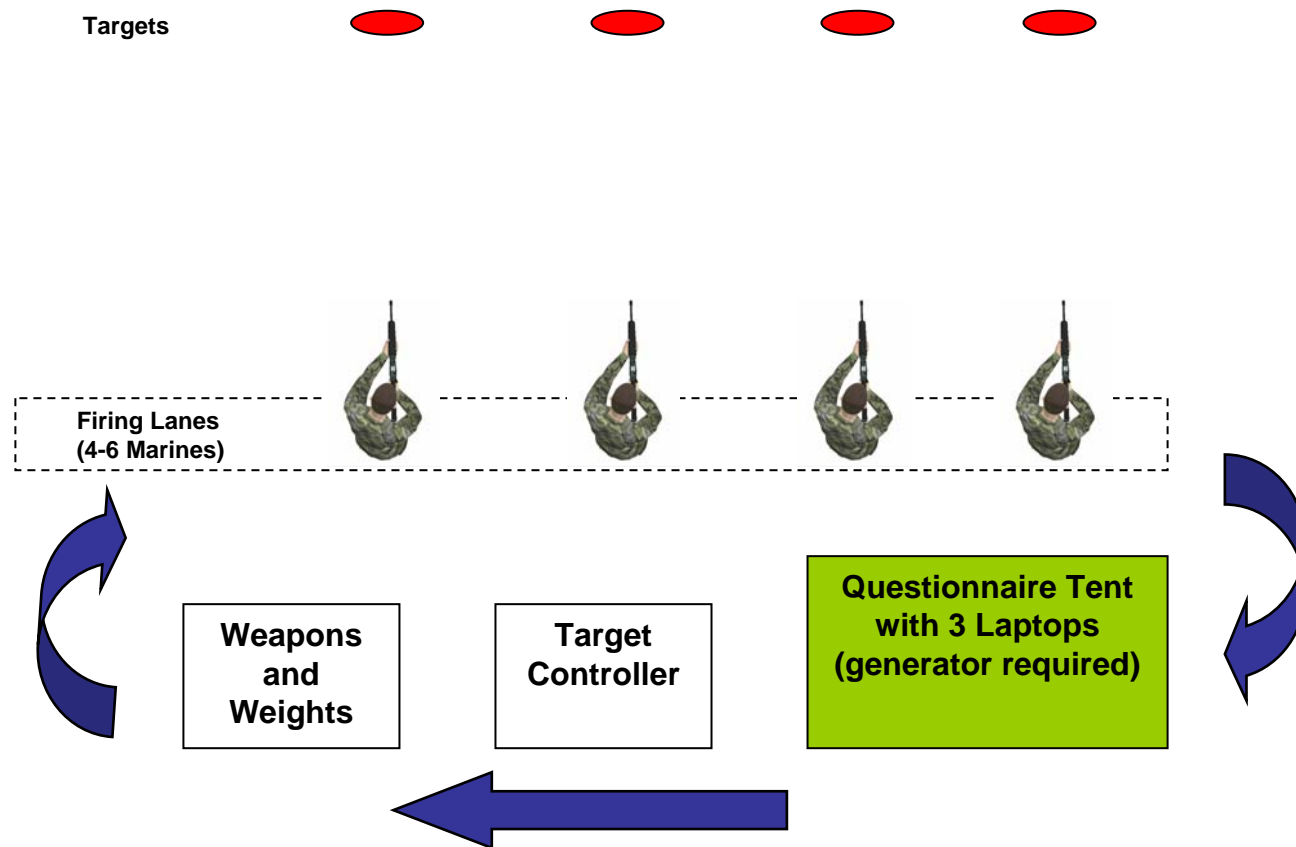 Targets
Firing Lanes
(4-6 Marines)
Weapons
and
Weights
Target
Controller
Questionnaire Tent
with 3 Laptops
(generator required)